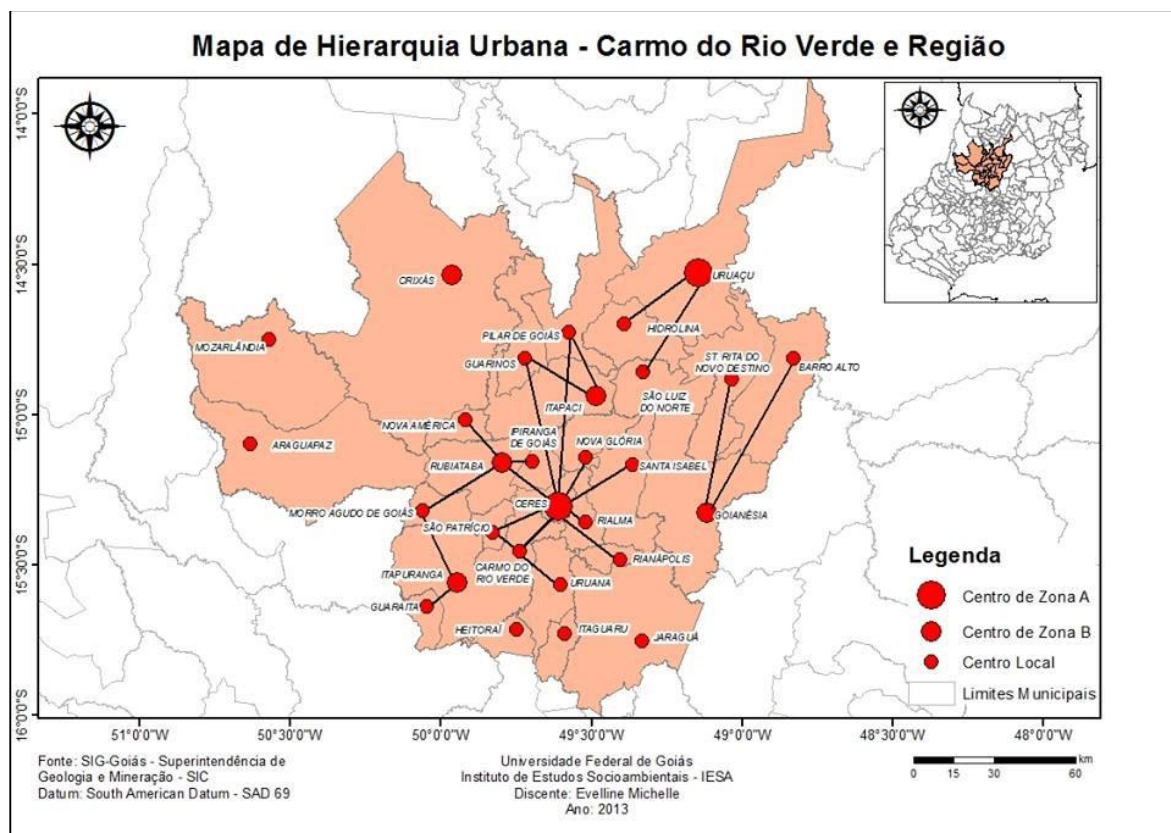 Mapa de Hierarquia Urbana - Carmo do Rio Verde e Região
14°0'0"S
14°30'0"S
15°0'0"S
15°30'0"S
16°0'0"S
CRIXÁS
URUAÇU
MOZARLÂNDIA
PILAR DE GOIÁS
HIDROLINA
GUARINOS
ST. RITA DO
NOVO DESTINO
BARRO ALTO
ITAPACI
SÃO LUIZ
DO NORTE
NOVA AMÉRICA
IPIRANGA
DE GOIÁS
NOVA GLÓRIA
ARAGUAPAZ
RUBIATABA
SANTA ISABEL
CERES
MORRO AGUDO DE GOIÁS
GOIANÉSIA
SÃO PATRÍCIO
RIALMA
CARMO DO
RIO VERDE
RIANÁPOLIS
ITAPURANGA
URUANA
GUARAITA
HEITORAÍ
ITAGUARU
JARAGUÁ
Legenda
Centro de Zona A
Centro de Zona B
Centro Local
Limites Municipais
51°0'0"W
50°30'0"W
50°0'0"W
49°30'0"W
49°0'0"W
48°30'0"W
48°0'0"W
Fonte: SIG-Goiás - Superintendência de
Geologia e Mineração - SIC
Datum: South American Datum - SAD 69
Universidade Federal de Goiás
Instituto de Estudos Socioambientais - IESA
Discente: Evelline Michelle
Ano: 2013
km
0 15 30 60